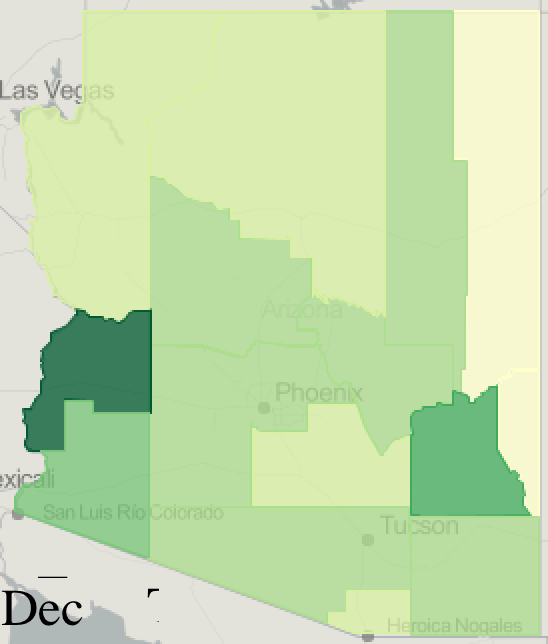 Las Vegas
Arizona
Phoenix
exicali
San Luis Río Colorado
Tucson
Dec
Heroica Nogales